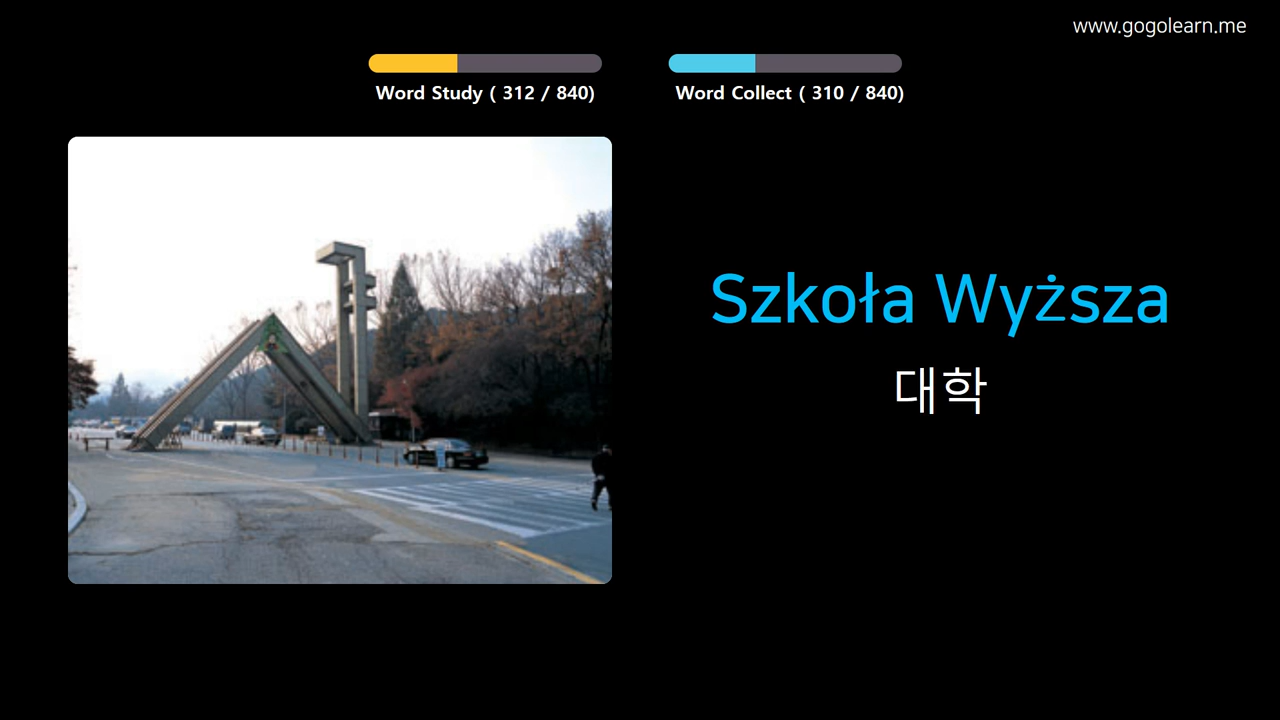 www.gogolearn.me
Word Study ( 312 / 840)
Word Collect ( 310 / 840)
Szkoła Wyższa
대학